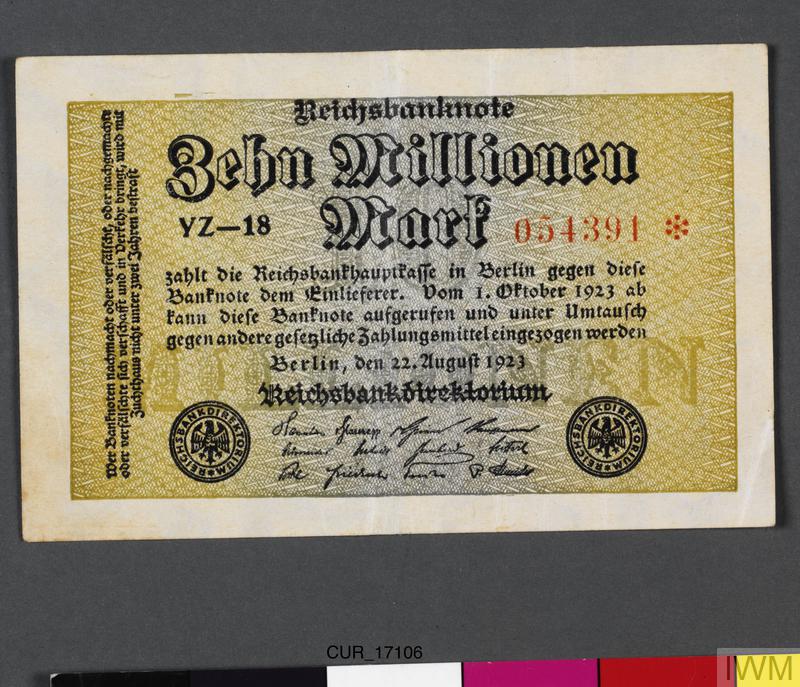 Reichsbanknote
Zehn Millionen
Mark
YZ—18
054391 *
zahlt die Reichsbankhauptkasse in Berlin gegen diese
Banknote dem Einlieferer. Vom 1. Oktober 1923 ab
kann diese Banknote aufgerufen und unter Umtausch
gegen andere gesetzliche Zahlungsmittel eingezogen werden
Berlin, den 22. August 1923
Reichsbankdirektorium
REICHSBANKDIREKTORIUM
REICHSBANKDIREKTORIUM
Wer Banknoten nachmacht oder verfälscht, oder nachgemachte
oder verfälschte sich verschafft und in Verkehr bringt, wird mit
Zuchthaus nicht unter zwei Jahren bestraft
CUR_17106
IWM